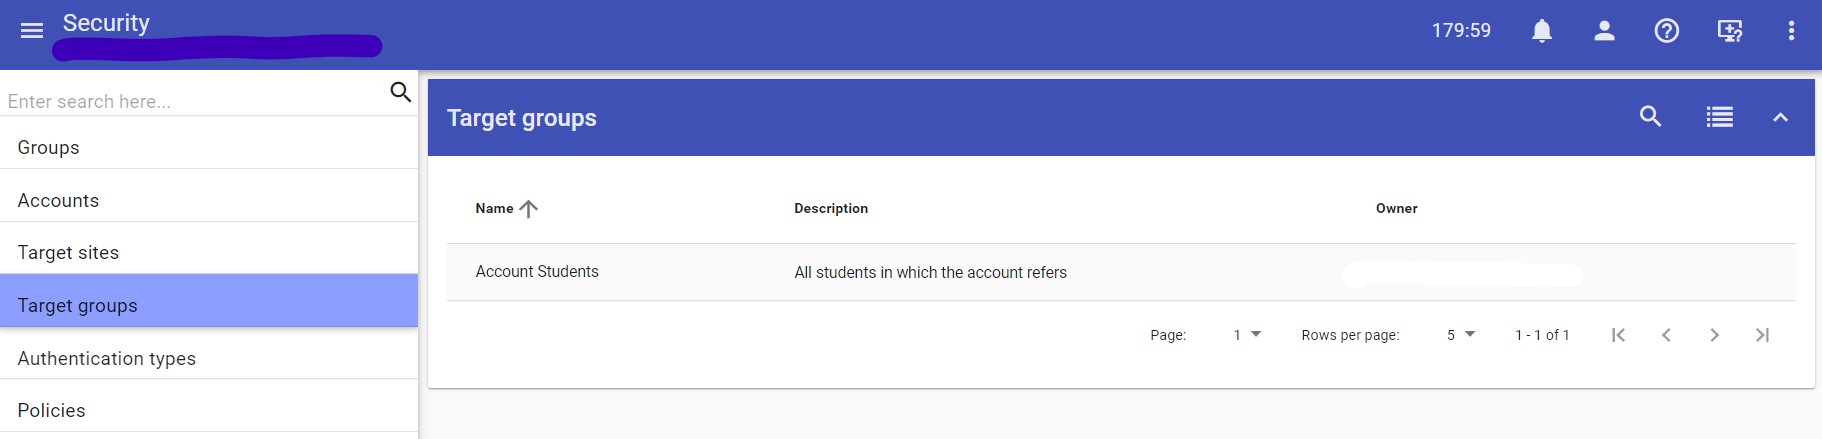 Security
179:59
Enter search here...
Groups
Accounts
Target sites
Target groups
Authentication types
Policies
Target groups
Name Description Owner
Account Students All students in which the account refers
Page: 1 Rows per page: 5 1 - 1 of 1